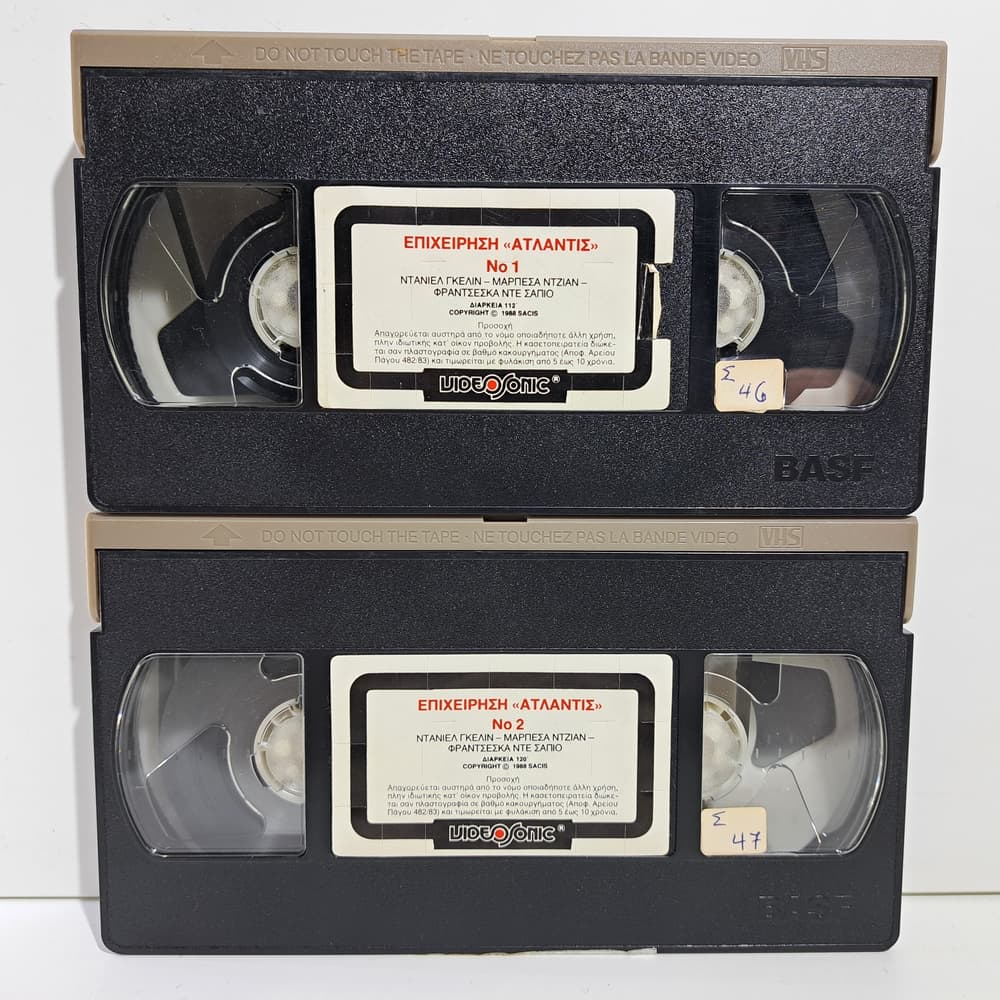 DO NOT TOUCH THE TAPE · NE TOUCHEZ PAS LA BANDE VIDEO VHS
ΕΠΙΧΕΙΡΗΣΗ «ΑΤΛΑΝΤΙΣ»
Νο 1
ΝΤΑΝΙΕΛ ΓΚΕΛΙΝ – ΜΑΡΠΕΣΑ ΝΤΖΙΑΝ –
ΦΡΑΝΤΣΕΣΚΑ ΝΤΕ ΣΑΠΙΟ
ΔΙΑΡΚΕΙΑ 112΄
COPYRIGHT © 1988 SACIS
Προσοχή
Απαγορεύεται αυστηρά από το νόμο οποιαδήποτε άλλη χρήση,
πλην ιδιωτικής κατ' οίκον προβολής. Η κασετοπειρατεία διώκε-
ται σαν πλαστογραφία σε βαθμό κακουργήματος (Αποφ. Αρείου
Πάγου 482/83) και τιμωρείται με φυλάκιση από 5 έως 10 χρόνια.
VIDEOSONIC®
Σ
46
BASF
DO NOT TOUCH THE TAPE · NE TOUCHEZ PAS LA BANDE VIDEO VHS
ΕΠΙΧΕΙΡΗΣΗ «ΑΤΛΑΝΤΙΣ»
Νο 2
ΝΤΑΝΙΕΛ ΓΚΕΛΙΝ – ΜΑΡΠΕΣΑ ΝΤΖΙΑΝ –
ΦΡΑΝΤΣΕΣΚΑ ΝΤΕ ΣΑΠΙΟ
ΔΙΑΡΚΕΙΑ 120΄
COPYRIGHT © 1988 SACIS
Προσοχή
Απαγορεύεται αυστηρά από το νόμο οποιαδήποτε άλλη χρήση,
πλην ιδιωτικής κατ' οίκον προβολής. Η κασετοπειρατεία διώκε-
ται σαν πλαστογραφία σε βαθμό κακουργήματος (Αποφ. Αρείου
Πάγου 482/83) και τιμωρείται με φυλάκιση από 5 έως 10 χρόνια.
VIDEOSONIC®
Σ
47
BASF